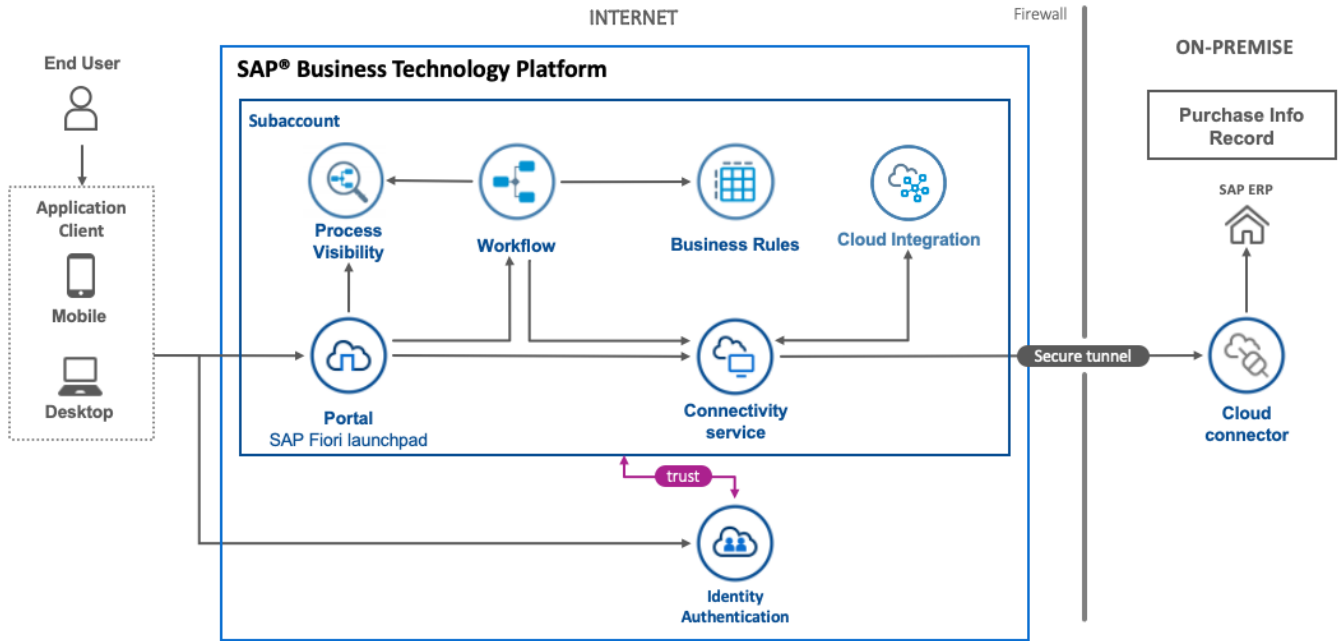 INTERNET
Firewall
ON-PREMISE
End User
SAP® Business Technology Platform
Subaccount
Purchase Info
Record
SAP ERP
Application
Client
Mobile
Desktop
Process
Visibility
Workflow
Business Rules
Cloud Integration
Portal
SAP Fiori launchpad
Connectivity
service
Secure tunnel
Cloud
connector
trust
Identity
Authentication